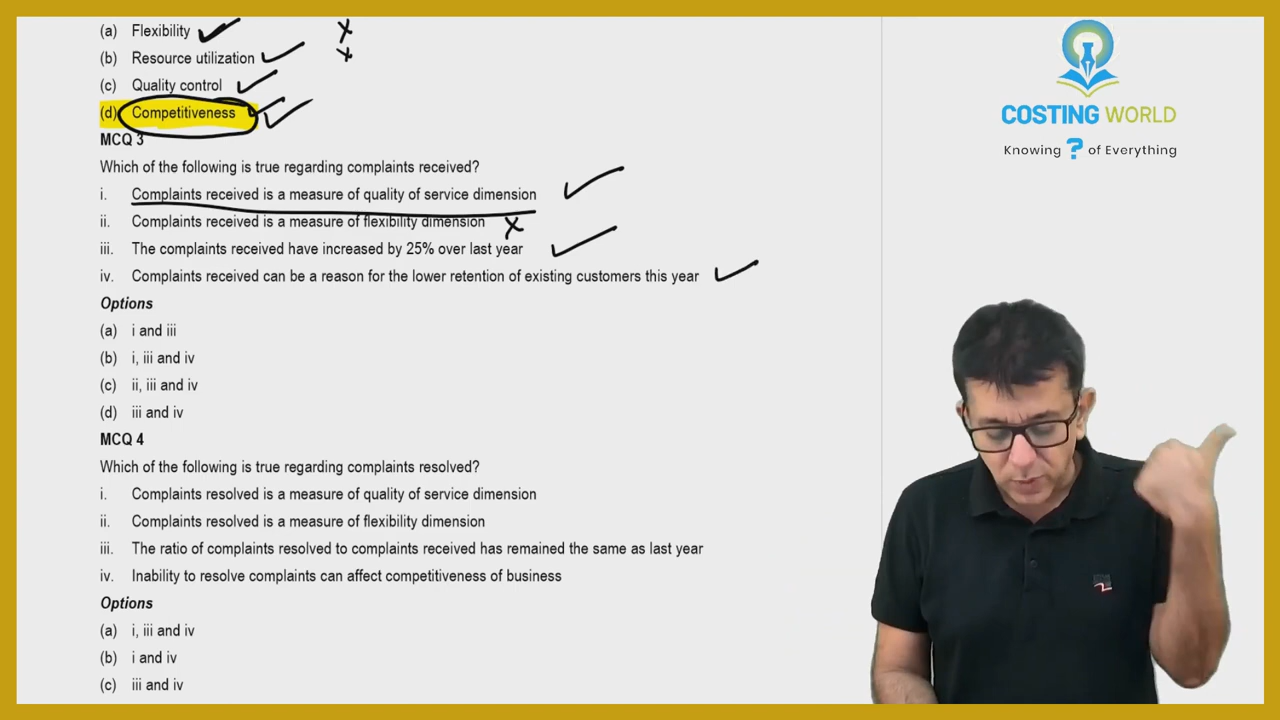 (a) Flexibility
(b) Resource utilization
(c) Quality control
(d) Competitiveness
MCQ 3
Which of the following is true regarding complaints received?
i. Complaints received is a measure of quality of service dimension
ii. Complaints received is a measure of flexibility dimension
iii. The complaints received have increased by 25% over last year
iv. Complaints received can be a reason for the lower retention of existing customers this year
Options
(a) i and iii
(b) i, iii and iv
(c) ii, iii and iv
(d) iii and iv
MCQ 4
Which of the following is true regarding complaints resolved?
i. Complaints resolved is a measure of quality of service dimension
ii. Complaints resolved is a measure of flexibility dimension
iii. The ratio of complaints resolved to complaints received has remained the same as last year
iv. Inability to resolve complaints can affect competitiveness of business
Options
(a) i, iii and iv
(b) i and iv
(c) iii and iv
COSTING WORLD
Knowing ? of Everything